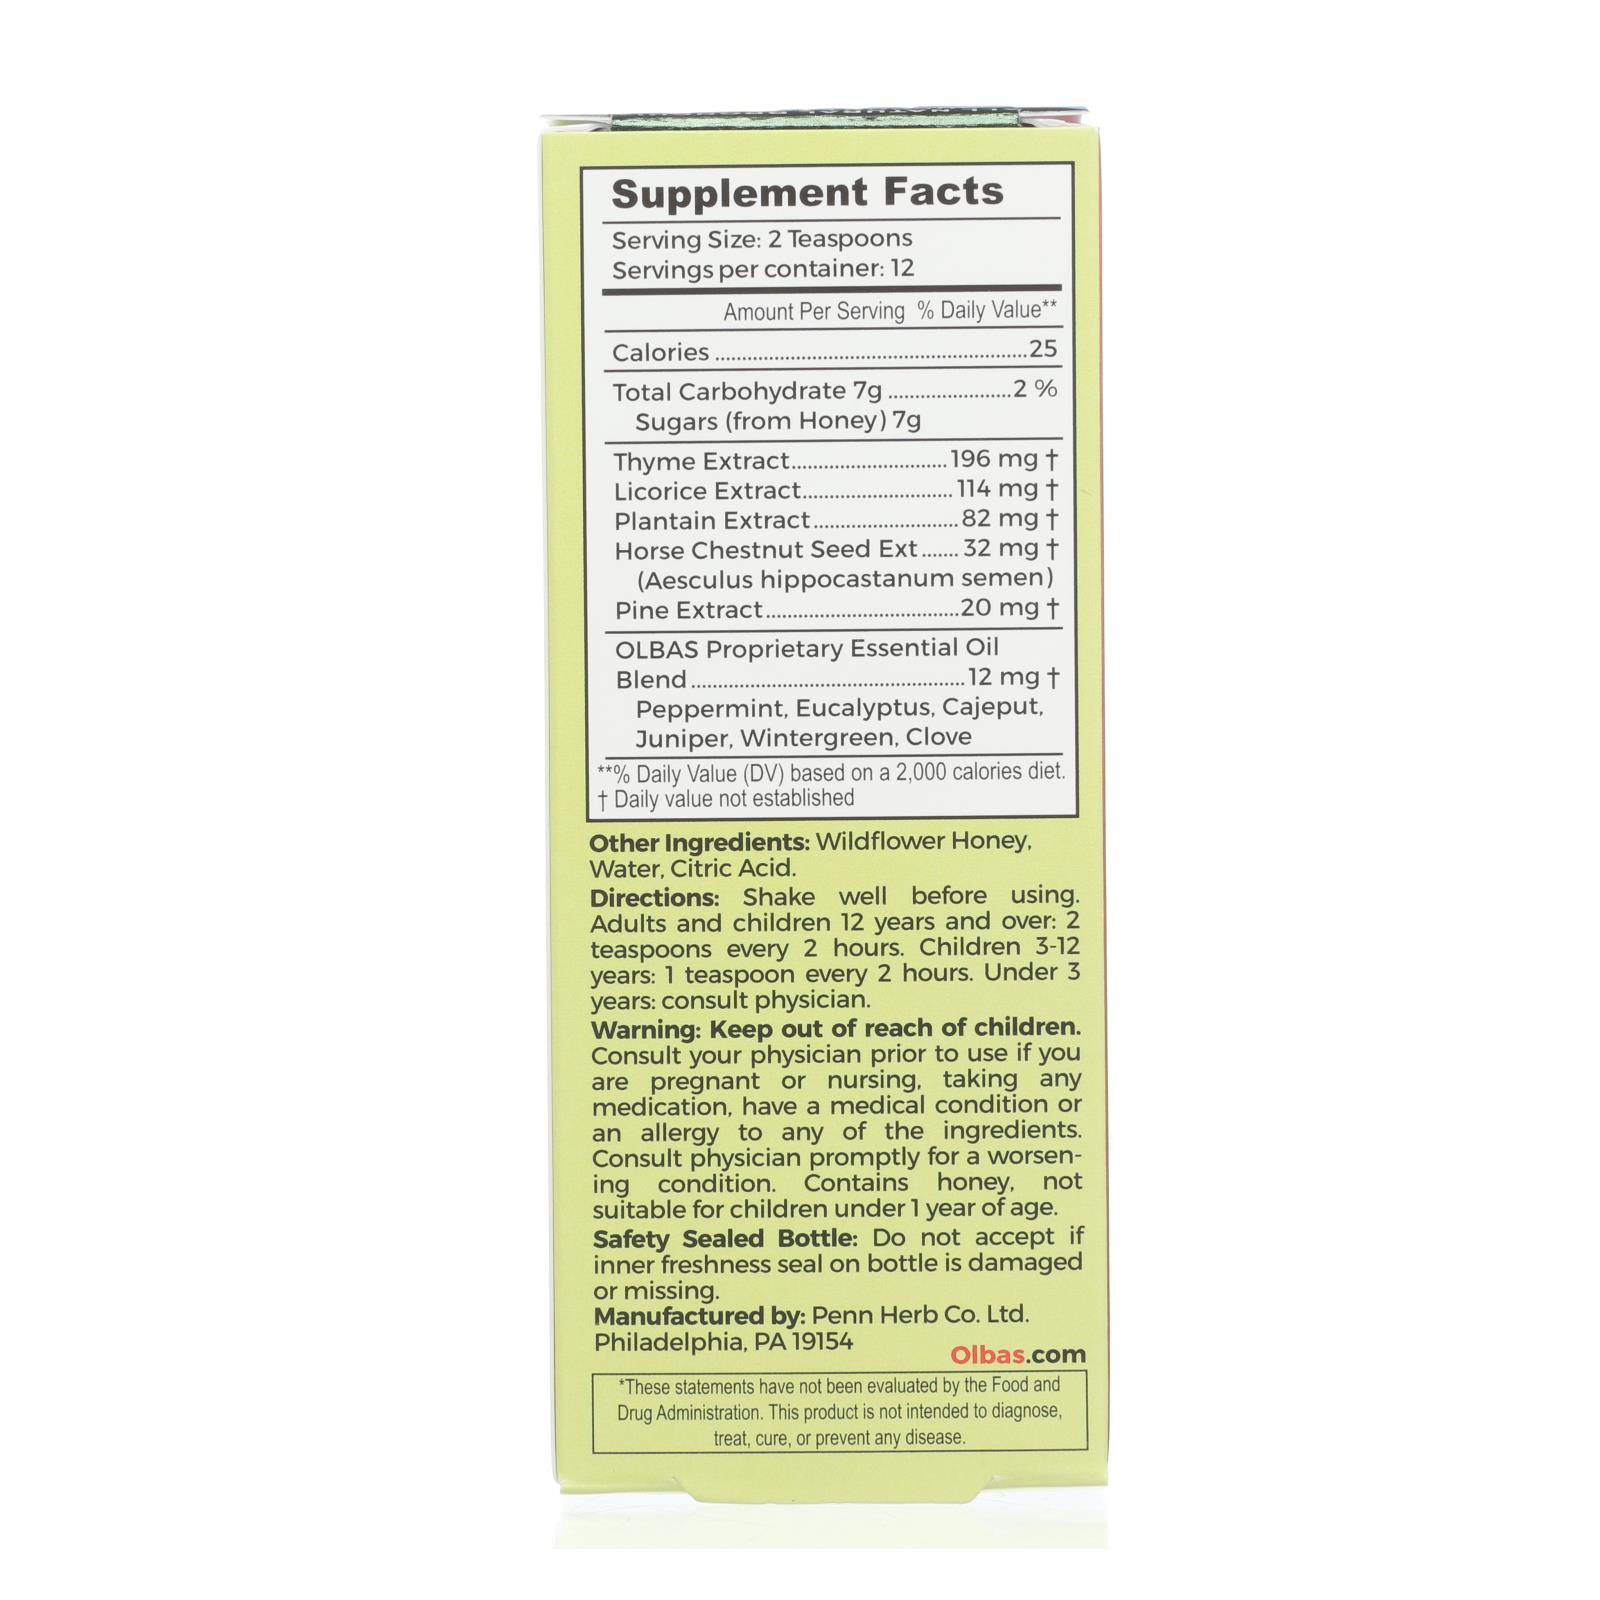 Supplement Facts
Serving Size: 2 Teaspoons
Servings per container: 12
Amount Per Serving % Daily Value**
Calories ........ 25
Total Carbohydrate 7g ........ 2 %
Sugars (from Honey) 7g
Thyme Extract ........ 196 mg †
Licorice Extract ........ 114 mg †
Plantain Extract ........ 82 mg †
Horse Chestnut Seed Ext ....... 32 mg †
(Aesculus hippocastanum semen)
Pine Extract ........ 20 mg †
OLBAS Proprietary Essential Oil
Blend ........ 12 mg †
Peppermint, Eucalyptus, Cajeput,
Juniper, Wintergreen, Clove
**% Daily Value (DV) based on a 2,000 calories diet.
† Daily value not established
Other Ingredients: Wildflower Honey,
Water, Citric Acid.
Directions: Shake well before using.
Adults and children 12 years and over: 2
teaspoons every 2 hours. Children 3-12
years: 1 teaspoon every 2 hours. Under 3
years: consult physician.
Warning: Keep out of reach of children.
Consult your physician prior to use if you
are pregnant or nursing, taking any
medication, have a medical condition or
an allergy to any of the ingredients.
Consult physician promptly for a worsen-
ing condition. Contains honey, not
suitable for children under 1 year of age.
Safety Sealed Bottle: Do not accept if
inner freshness seal on bottle is damaged
or missing.
Manufactured by: Penn Herb Co. Ltd.
Philadelphia, PA 19154
Olbas.com
*These statements have not been evaluated by the Food and
Drug Administration. This product is not intended to diagnose,
treat, cure, or prevent any disease.